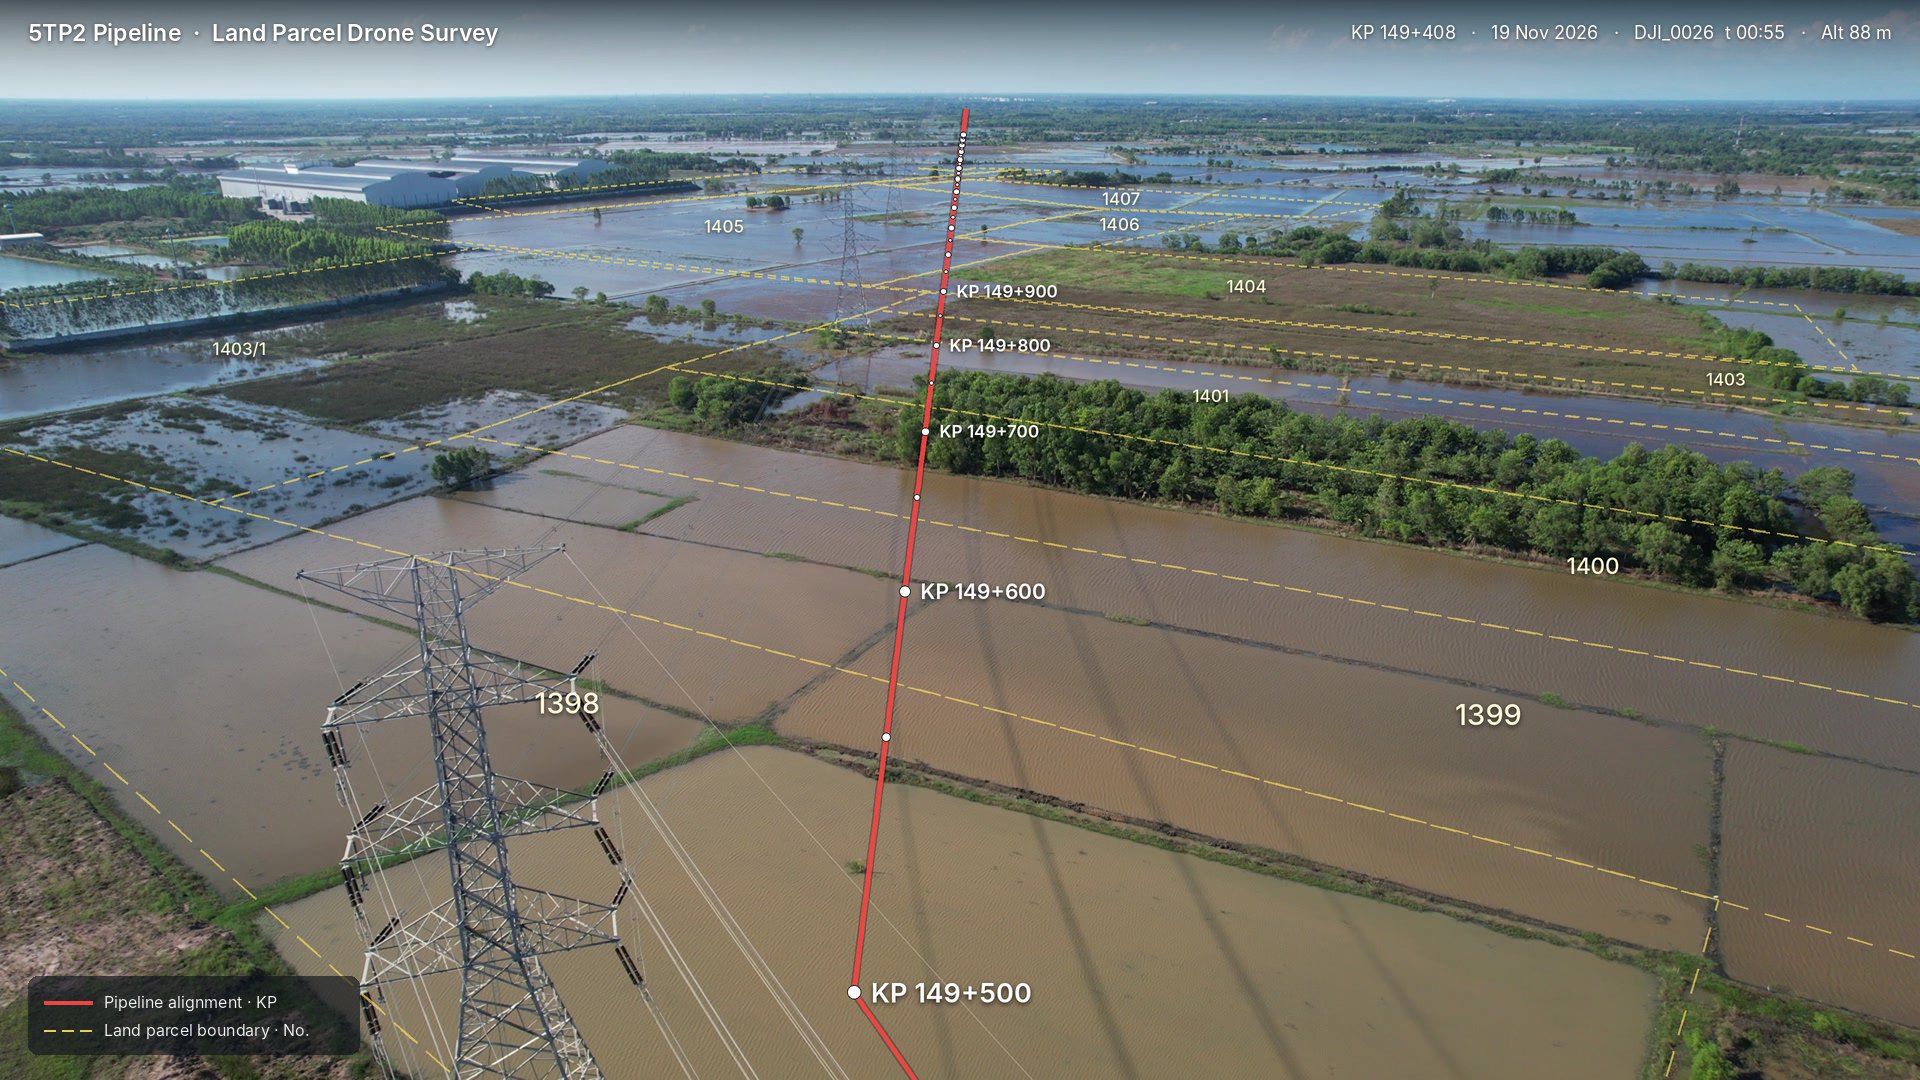 5TP2 Pipeline · Land Parcel Drone Survey
KP 149+408 · 19 Nov 2026 · DJI_0026 t 00:55 · Alt 88 m
1407
1405
1406
1404
KP 149+900
KP 149+800
1403/1
1403
1401
KP 149+700
1400
KP 149+600
1398
1399
KP 149+500
Pipeline alignment · KP
Land parcel boundary · No.